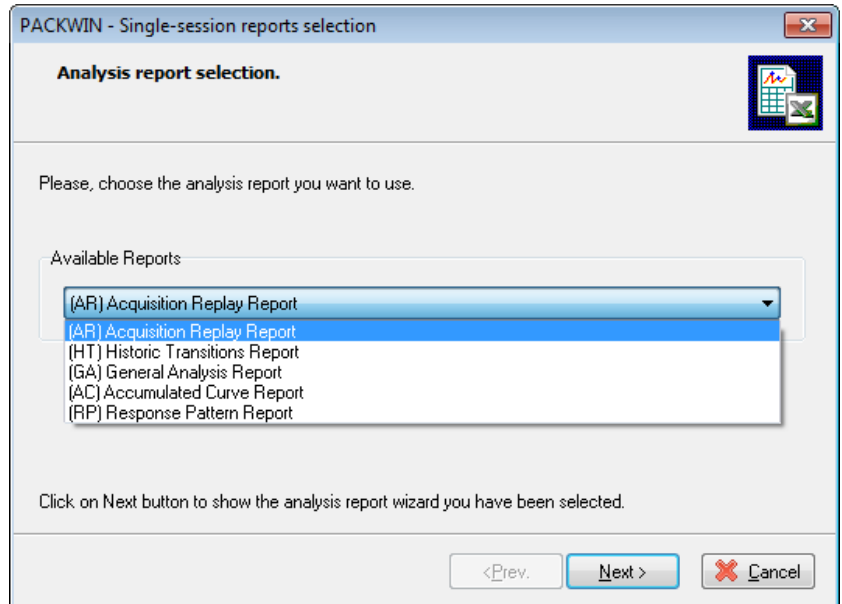 PACKWIN - Single-session reports selection
Analysis report selection.
Please, choose the analysis report you want to use.
Available Reports
(AR) Acquisition Replay Report
(AR) Acquisition Replay Report
(HT) Historic Transitions Report
(GA) General Analysis Report
(AC) Accumulated Curve Report
(RP) Response Pattern Report
Click on Next button to show the analysis report wizard you have been selected.
<Prev. Next > Cancel